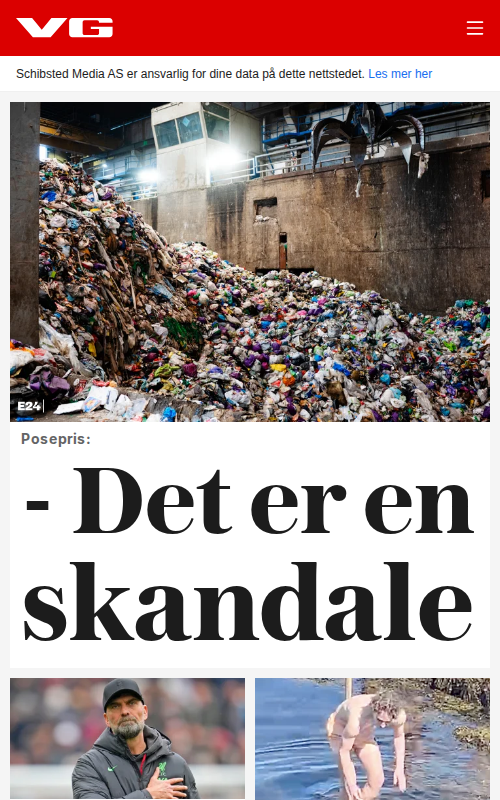 VG
Schibsted Media AS er ansvarlig for dine data på dette nettstedet. Les mer her
E24
Posepris:
- Det er en
skandale